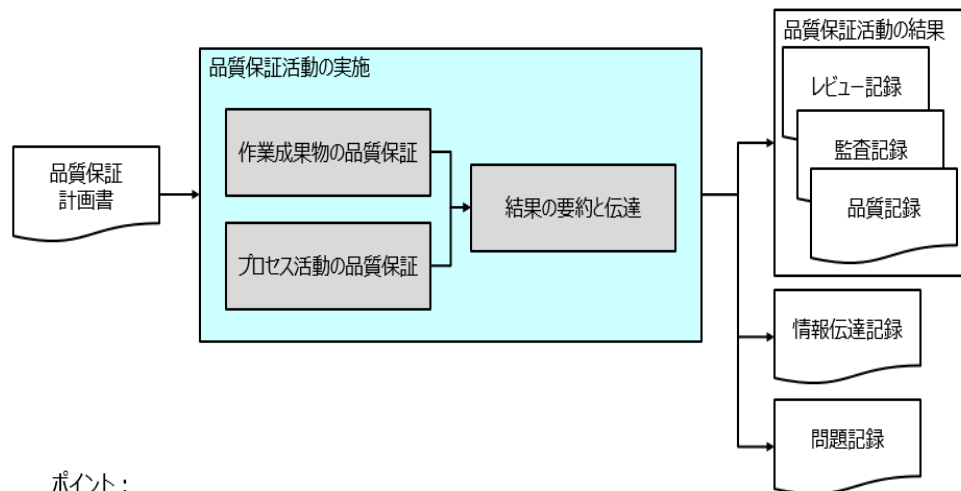 品質保証
計画書
品質保証活動の実施
作業成果物の品質保証
プロセス活動の品質保証
結果の要約と伝達
品質保証活動の結果
レビュー記録
監査記録
品質記録
情報伝達記録
問題記録
ポイント: